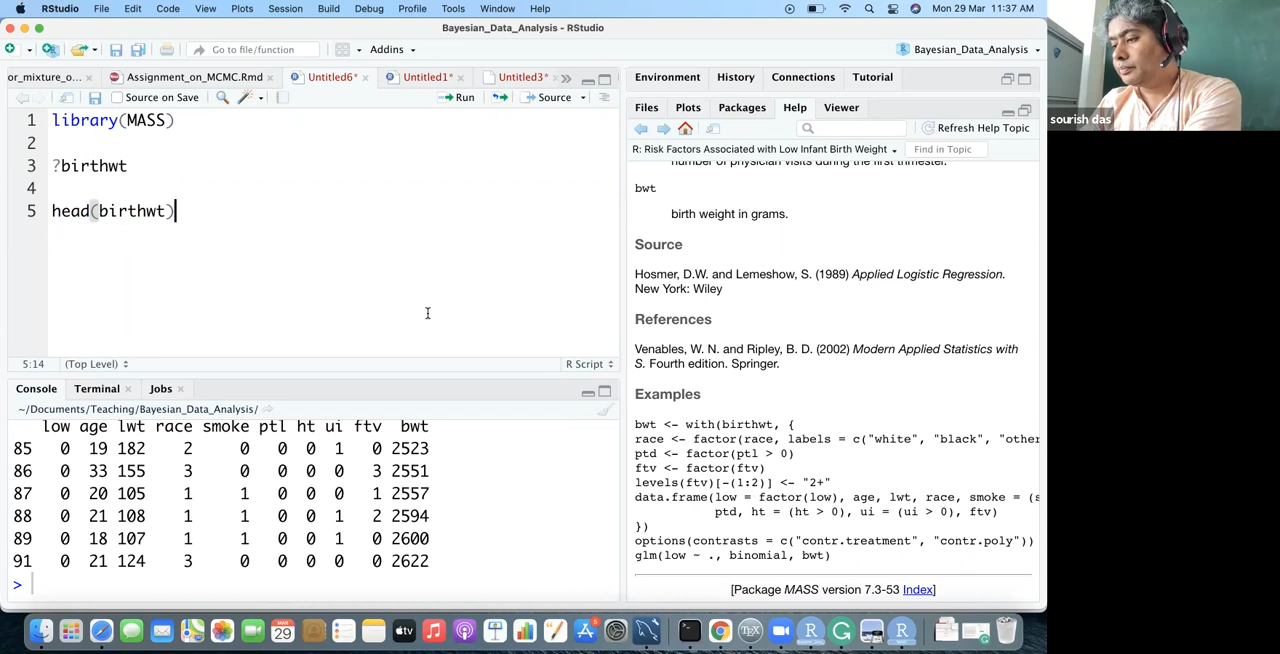 RStudio File Edit Code View Plots Session Build Debug Profile Tools Window Help Mon 29 Mar 11:37 AM
Bayesian_Data_Analysis - RStudio
Go to file/function Addins Bayesian_Data_Analysis
or_mixture_o... Assignment_on_MCMC.Rmd Untitled6* Untitled1* Untitled3*
Source on Save Run Source
1 library(MASS)
2
3 ?birthwt
4
5 head(birthwt)
5:14 (Top Level) R Script
Console Terminal Jobs
~/Documents/Teaching/Bayesian_Data_Analysis/
low age lwt race smoke ptl ht ui ftv bwt
85 0 19 182 2 0 0 0 1 0 2523
86 0 33 155 3 0 0 0 0 3 2551
87 0 20 105 1 1 0 0 0 1 2557
88 0 21 108 1 1 0 0 1 2 2594
89 0 18 107 1 1 0 0 1 0 2600
91 0 21 124 3 0 0 0 0 0 2622
>
Environment History Connections Tutorial
Files Plots Packages Help Viewer
Refresh Help Topic
R: Risk Factors Associated with Low Infant Birth Weight Find in Topic
number of physician visits during the first trimester.
bwt
birth weight in grams.
Source
Hosmer, D.W. and Lemeshow, S. (1989) Applied Logistic Regression.
New York: Wiley
References
Venables, W. N. and Ripley, B. D. (2002) Modern Applied Statistics with
S. Fourth edition. Springer.
Examples
bwt <- with(birthwt, {
race <- factor(race, labels = c("white", "black", "other
ptd <- factor(ptl > 0)
ftv <- factor(ftv)
levels(ftv)[-(1:2)] <- "2+"
data.frame(low = factor(low), age, lwt, race, smoke = (s
ptd, ht = (ht > 0), ui = (ui > 0), ftv)
})
options(contrasts = c("contr.treatment", "contr.poly"))
glm(low ~ ., binomial, bwt)
[Package MASS version 7.3-53 Index]
sourish das
MAR
29
tv
TEX
R